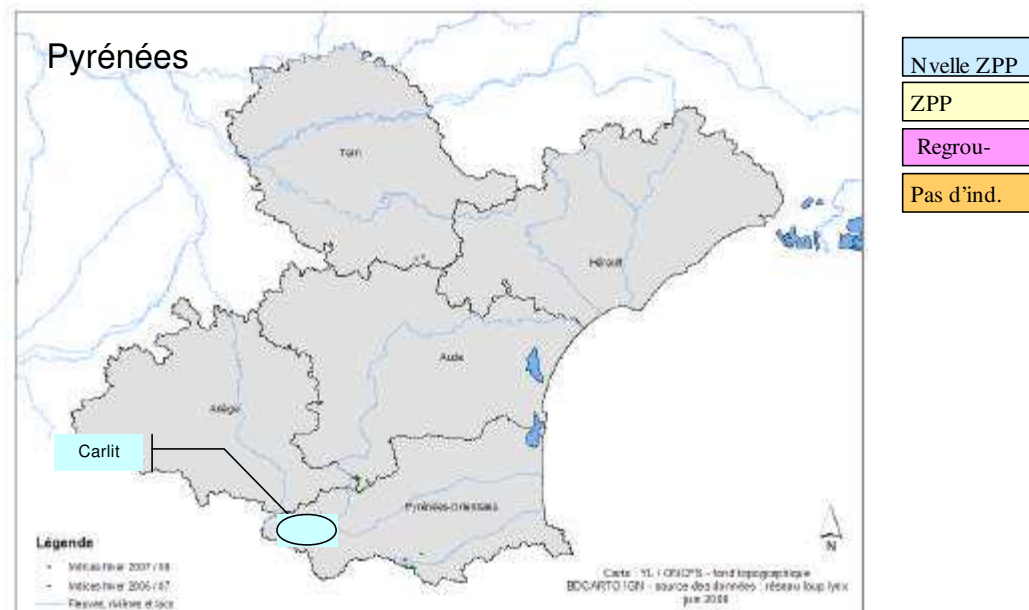 Pyrénées
Nvelle ZPP
ZPP
Regrou-
Pas d'ind.
Tarn
Hérault
Aude
Ariège
Carlit
Pyrénées-Orientales
N
Légende
Indices hiver 2007 / 08
Indices hiver 2006 / 07
Fleuves, rivières et lacs
Carte : YL / ONCFS - fond topographique
BDCARTO IGN - source des données : réseau loup lynx
juin 2008